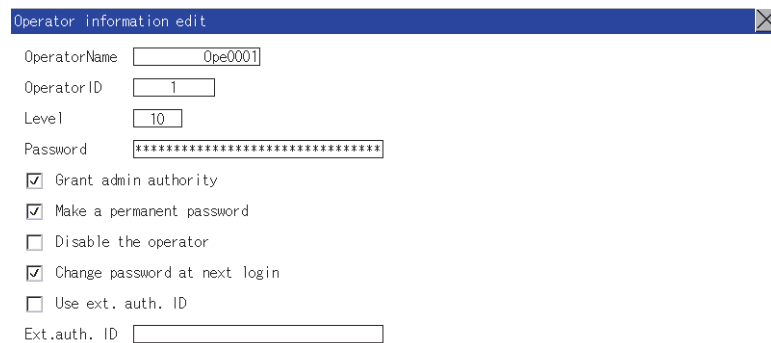 Operator information edit
OperatorName Ope0001
OperatorID 1
Level 10
Password ********************************
Grant admin authority
Make a permanent password
Disable the operator
Change password at next login
Use ext. auth. ID
Ext.auth. ID